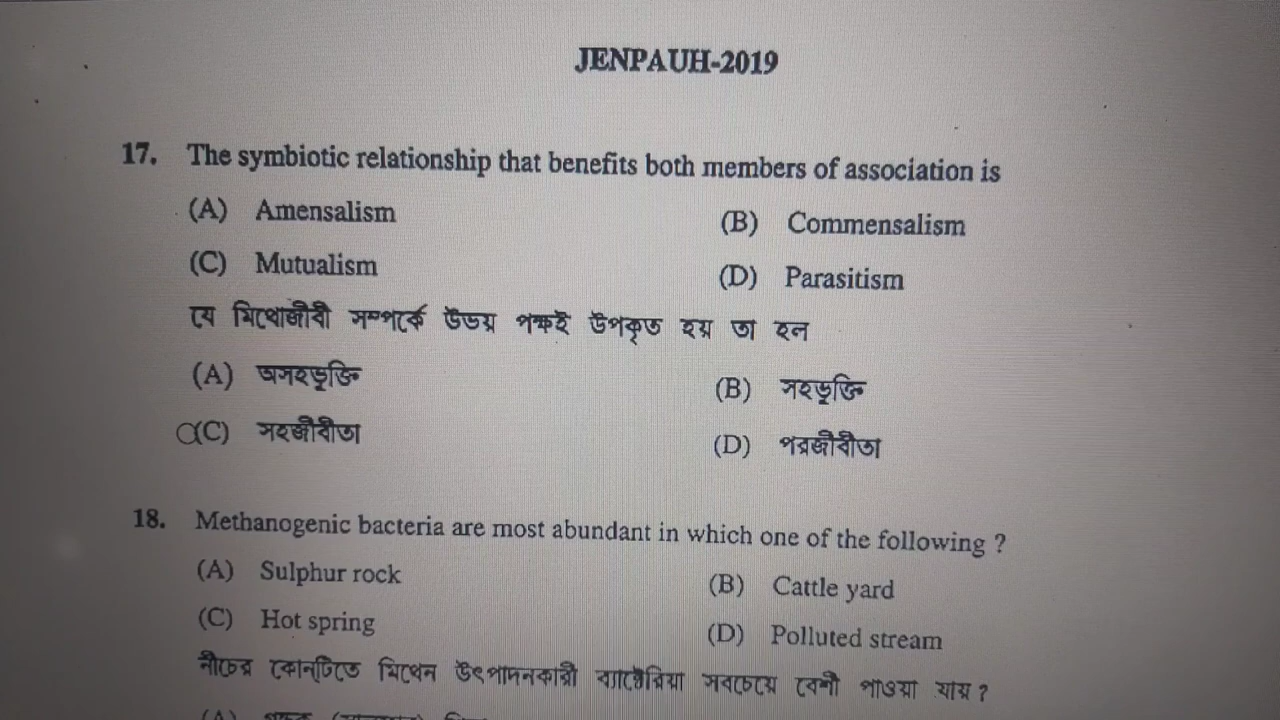 JENPAUH-2019
17. The symbiotic relationship that benefits both members of association is
(A) Amensalism (B) Commensalism
(C) Mutualism (D) Parasitism
যে মিথোজীবী সম্পর্কে উভয় পক্ষই উপকৃত হয় তা হল
(A) অসহভুক্তি (B) সহভুক্তি
(C) সহজীবীতা (D) পরজীবীতা
18. Methanogenic bacteria are most abundant in which one of the following ?
(A) Sulphur rock (B) Cattle yard
(C) Hot spring (D) Polluted stream
নীচের কোন্‌টিতে মিথেন উৎপাদনকারী ব্যাক্টেরিয়া সবচেয়ে বেশী পাওয়া যায় ?
(A)